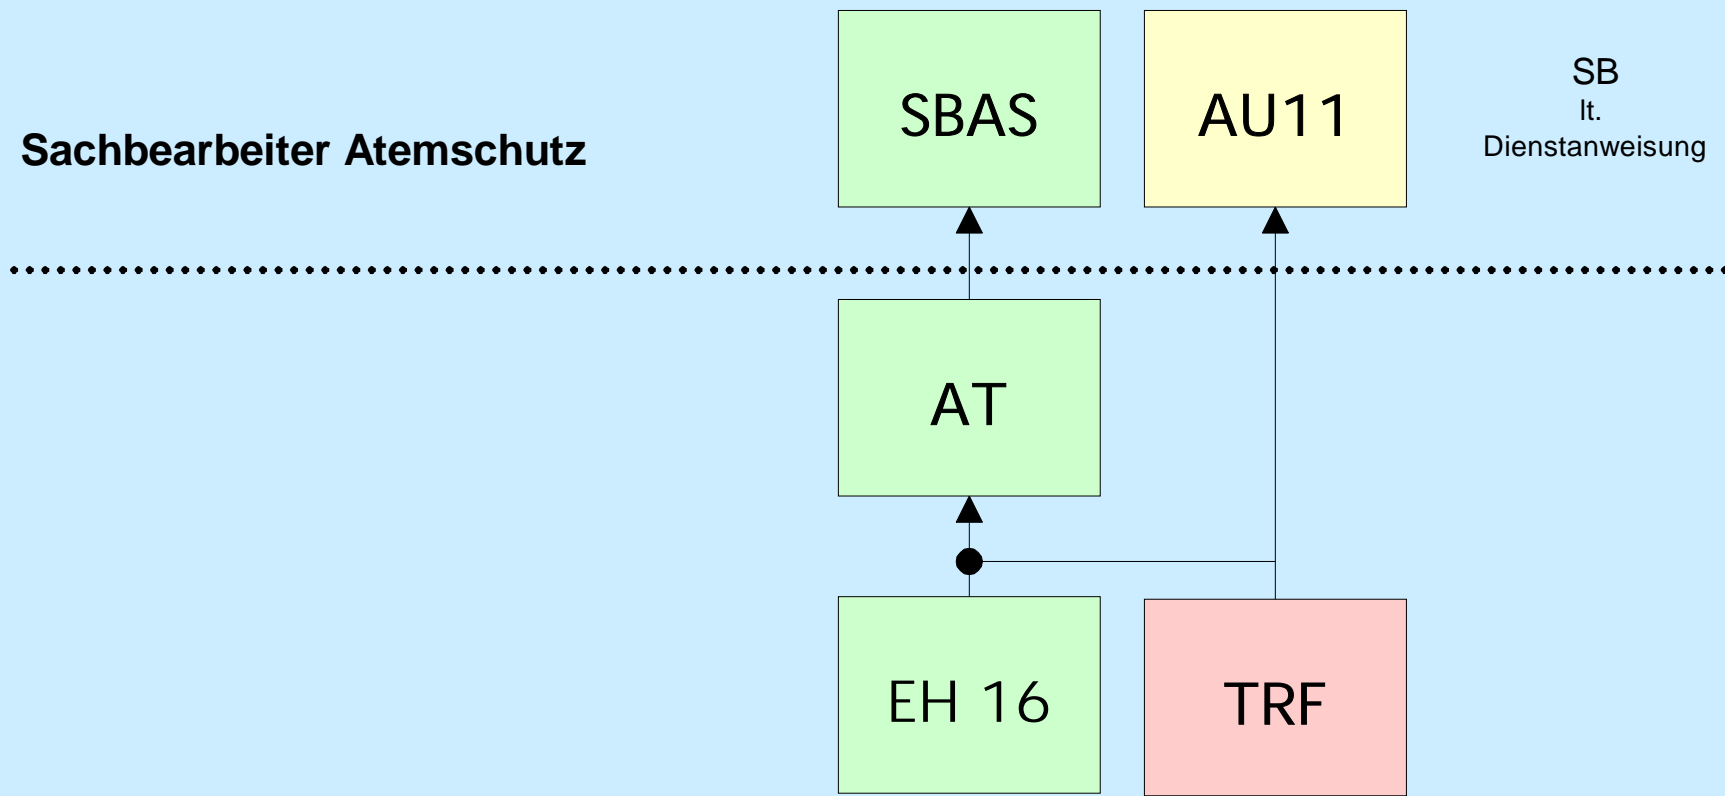 Sachbearbeiter Atemschutz
SBAS
AU11
SB
lt.
Dienstanweisung
AT
EH 16
TRF